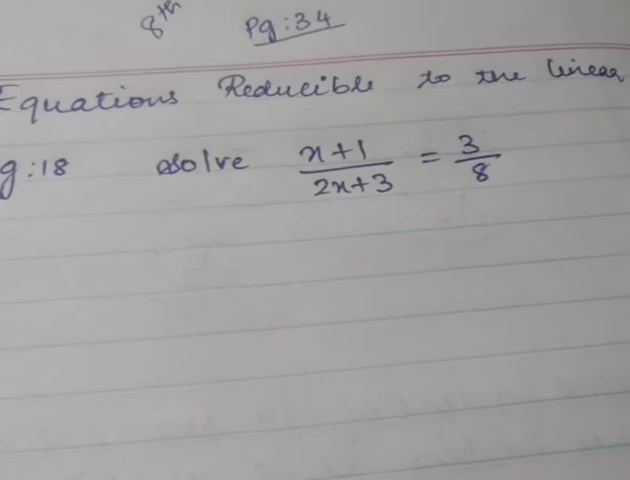 8th
Pg:34
Equations Reducible to the linear
g:18 solve x+1/2x+3 = 3/8